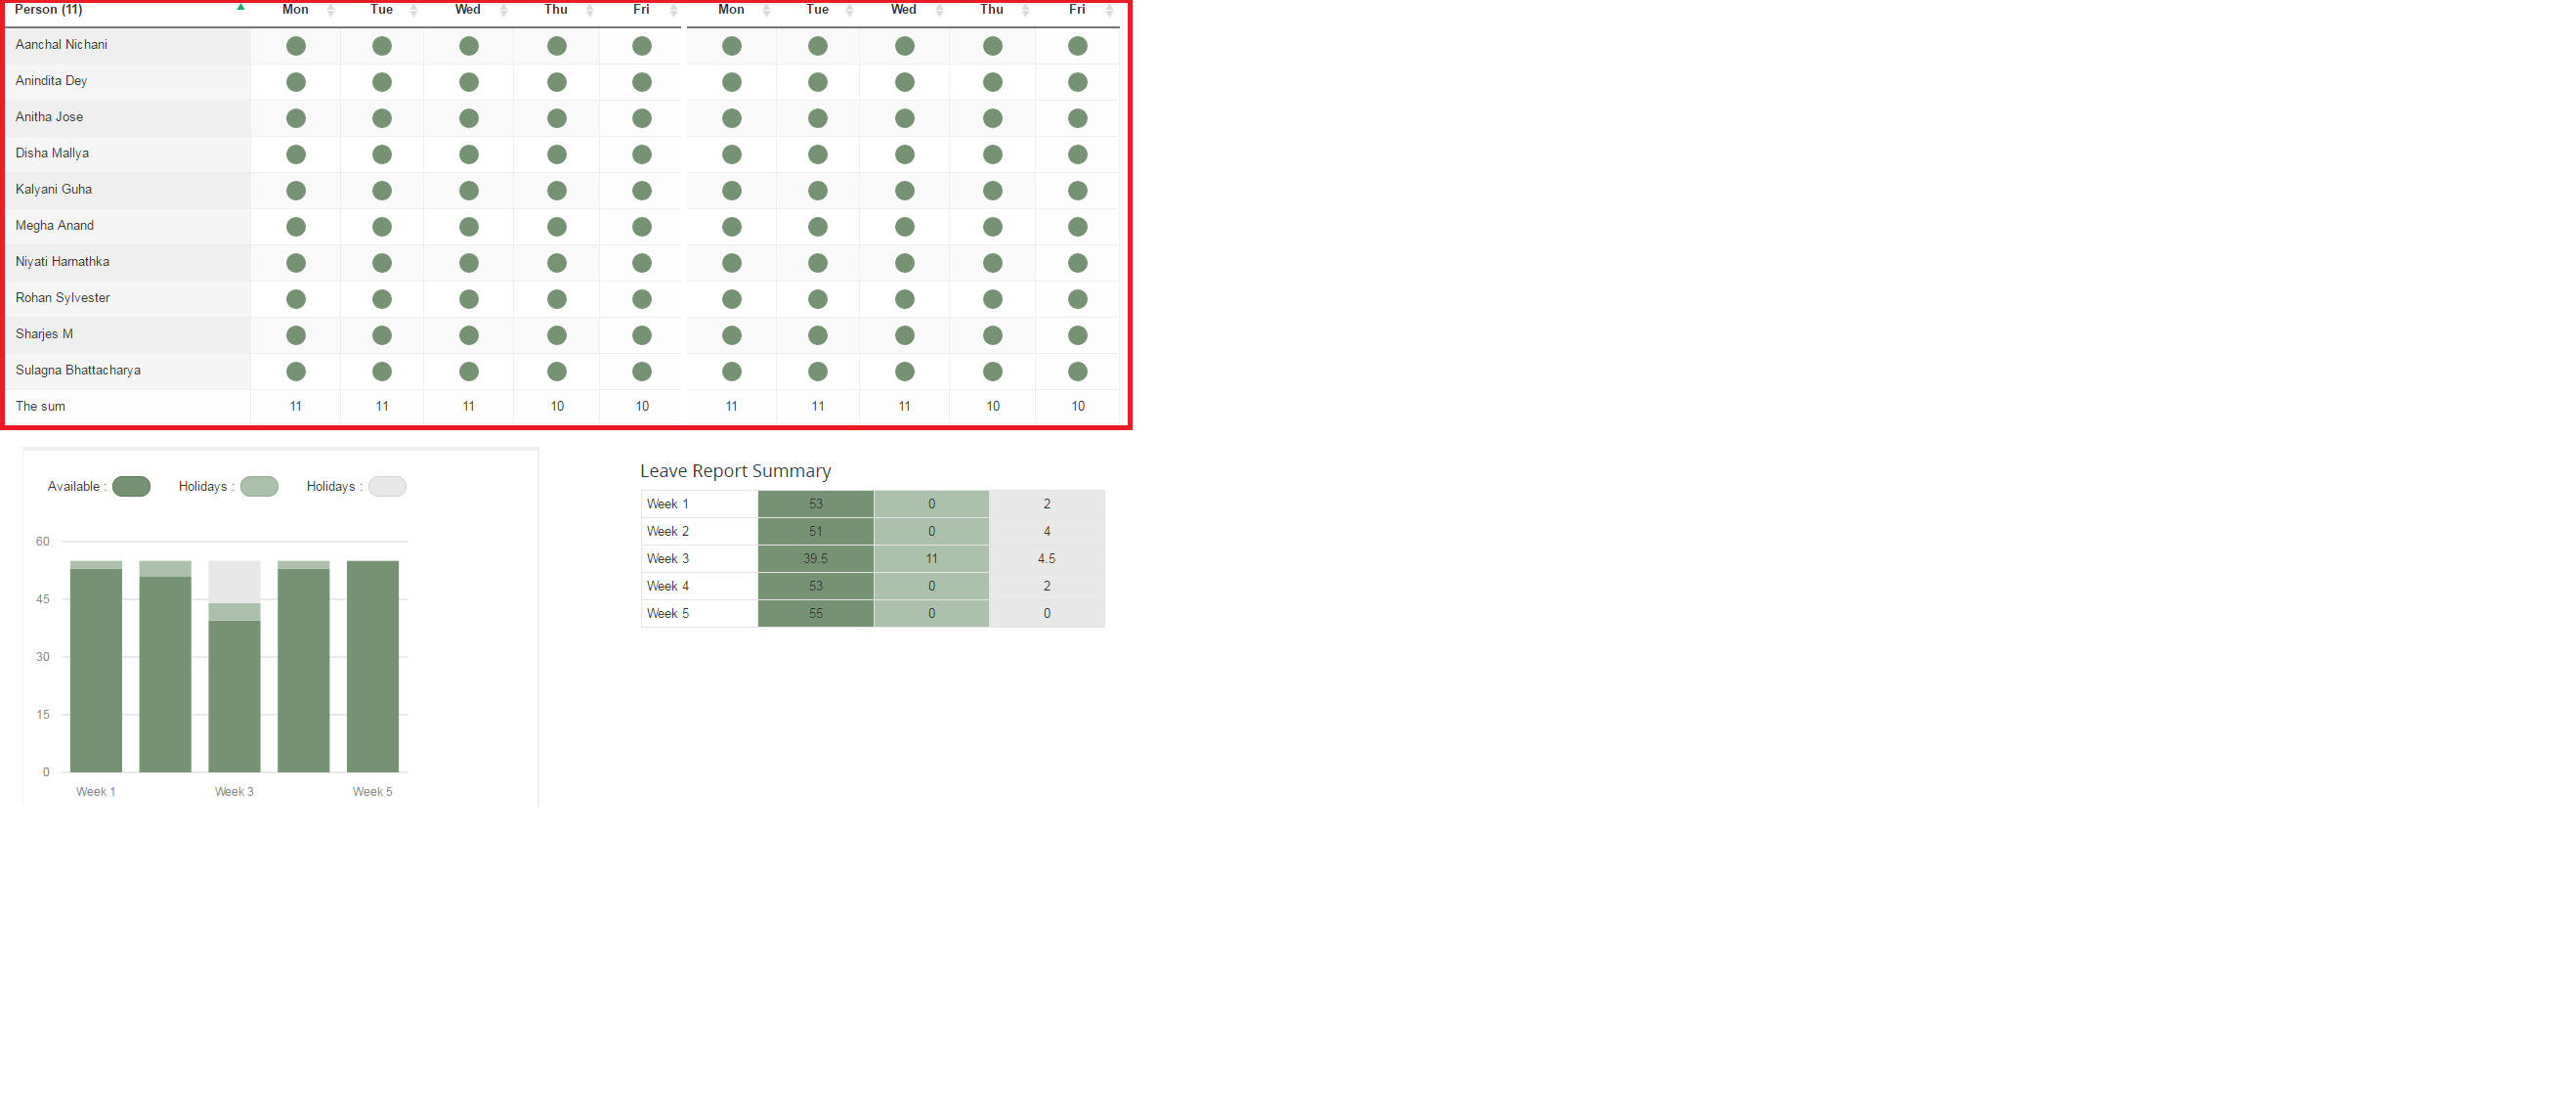 Person (11) Mon Tue Wed Thu Fri Mon Tue Wed Thu Fri
Aanchal Nichani
Anindita Dey
Anitha Jose
Disha Mallya
Kalyani Guha
Megha Anand
Niyati Harnathka
Rohan Sylvester
Sharjes M
Sulagna Bhattacharya
The sum 11 11 11 10 10 11 11 11 10 10
Available : Holidays : Holidays :
60
45
30
15
0
Week 1 Week 3 Week 5
Leave Report Summary
Week 1 53 0 2
Week 2 51 0 4
Week 3 39.5 11 4.5
Week 4 53 0 2
Week 5 55 0 0